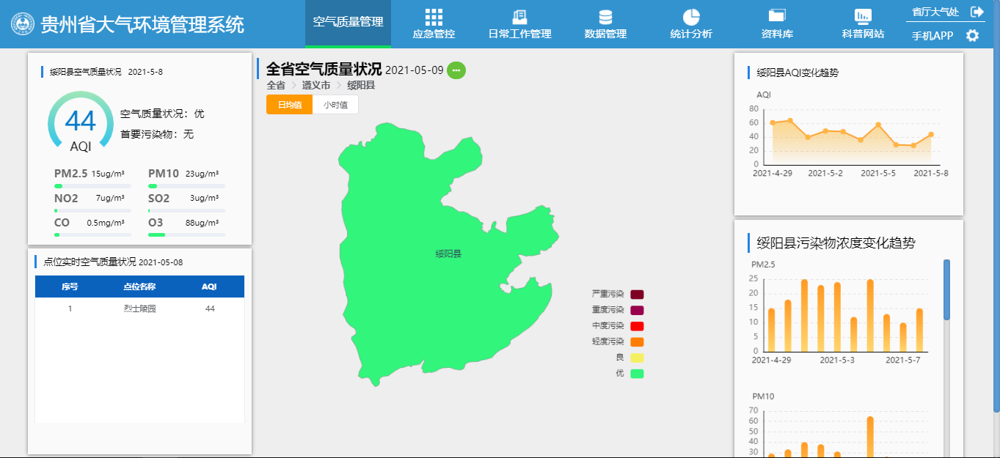 贵州省大气环境管理系统
空气质量管理
应急管控
日常工作管理
数据管理
统计分析
资料库
科普网站
省厅大气处
手机APP
绥阳县空气质量状况 2021-5-8
44
AQI
空气质量状况：优
首要污染物：无
PM2.5 15ug/m³
PM10 23ug/m³
NO2 7ug/m³
SO2 3ug/m³
CO 0.5mg/m³
O3 88ug/m³
点位实时空气质量状况 2021-05-08
序号 点位名称 AQI
1 烈士陵园 44
全省空气质量状况 2021-05-09
全省 > 遵义市 > 绥阳县
日均值 小时值
绥阳县
严重污染
重度污染
中度污染
轻度污染
良
优
绥阳县AQI变化趋势
AQI
80
60
40
20
0
2021-4-29 2021-5-2 2021-5-5 2021-5-8
绥阳县污染物浓度变化趋势
PM2.5
25
20
15
10
5
0
2021-4-29 2021-5-3 2021-5-7
PM10
70
60
50
40
30